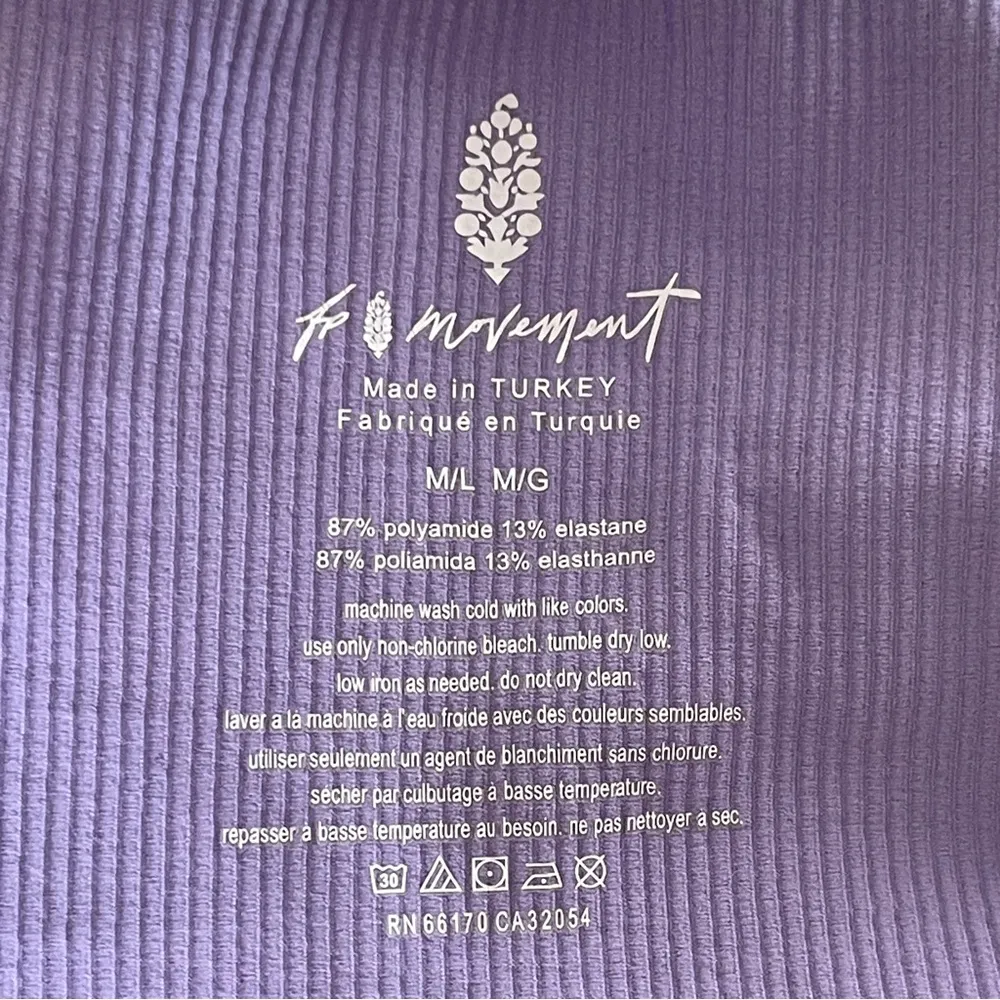 fp movement
Made in TURKEY
Fabriqué en Turquie
M/L M/G
87% polyamide 13% elastane
87% poliamida 13% elasthanne
machine wash cold with like colors.
use only non-chlorine bleach. tumble dry low.
low iron as needed. do not dry clean.
laver a la machine à l'eau froide avec des couleurs semblables.
utiliser seulement un agent de blanchiment sans chlorure.
sécher par culbutage à basse temperature.
repasser à basse temperature au besoin. ne pas nettoyer a sec.
30
RN 66170 CA32054